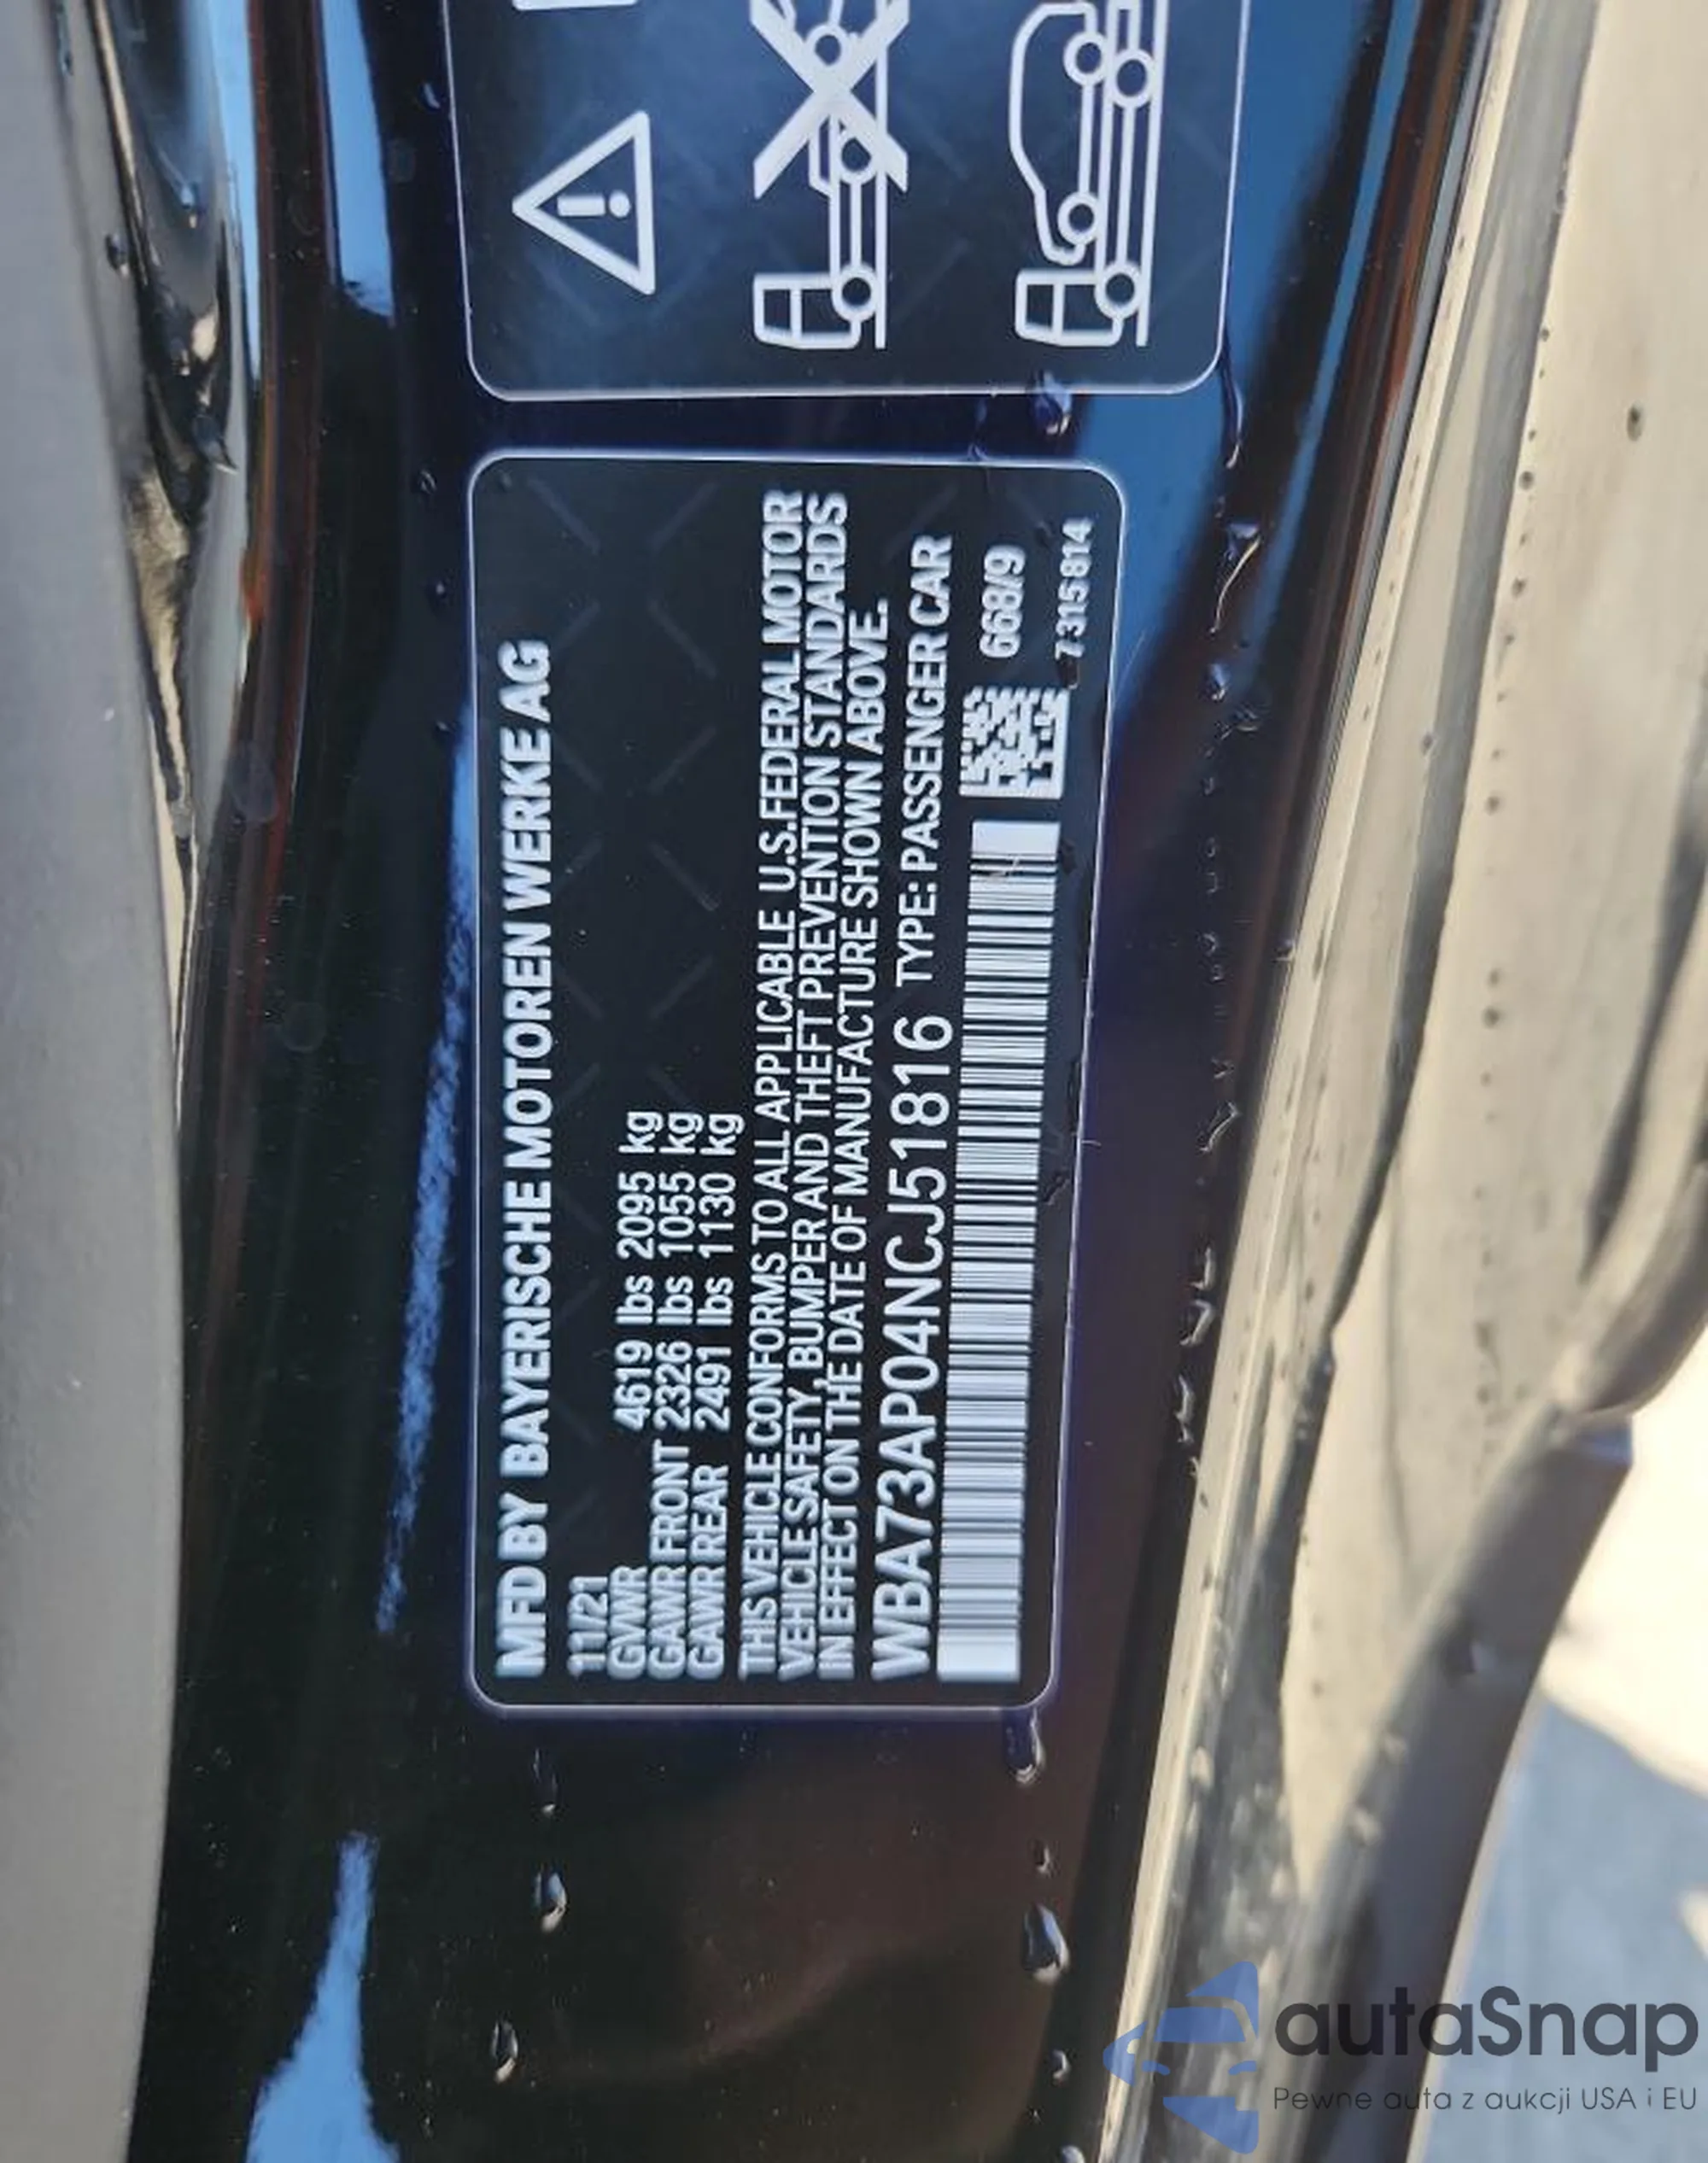 MFD BY BAYERISCHE MOTOREN WERKE AG
11/21
GVWR 4619 lbs 2095 kg
GAWR FRONT 2326 lbs 1055 kg
GAWR REAR 2491 lbs 1130 kg
THIS VEHICLE CONFORMS TO ALL APPLICABLE U.S.FEDERAL MOTOR
VEHICLE SAFETY, BUMPER AND THEFT PREVENTION STANDARDS
IN EFFECT ON THE DATE OF MANUFACTURE SHOWN ABOVE.
WBA73AP04NCJ51816 TYPE: PASSENGER CAR
668/9
7315814
autaSnap
Pewne auta z aukcji USA i EU